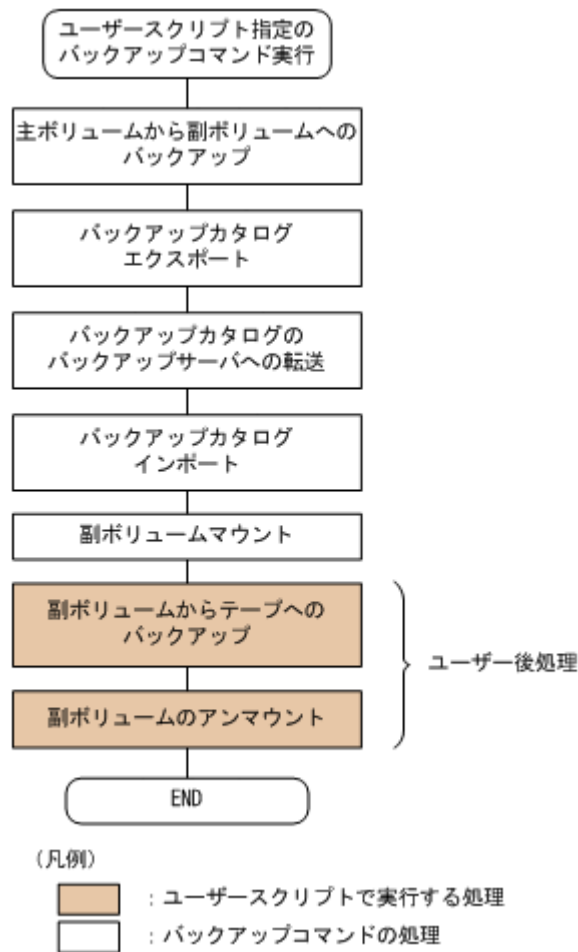 ユーザースクリプト指定の
バックアップコマンド実行
主ボリュームから副ボリュームへの
バックアップ
バックアップカタログ
エクスポート
バックアップカタログの
バックアップサーバへの転送
バックアップカタログ
インポート
副ボリュームマウント
副ボリュームからテープへの
バックアップ
副ボリュームのアンマウント
ユーザー後処理
END
（凡例）
：ユーザースクリプトで実行する処理
：バックアップコマンドの処理